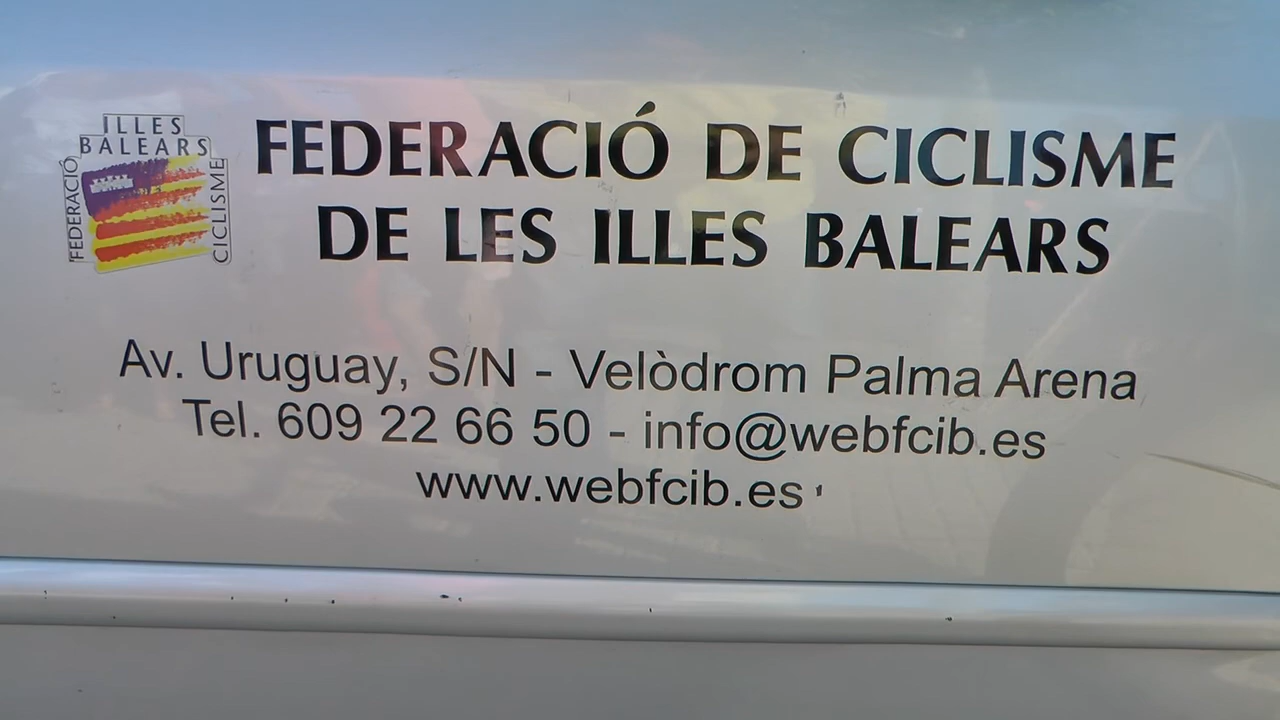 ILLES
BALEARS
FEDERACIÓ
CICLISME
FEDERACIÓ DE CICLISME
DE LES ILLES BALEARS
Av. Uruguay, S/N - Velòdrom Palma Arena
Tel. 609 22 66 50 - info@webfcib.es
www.webfcib.es